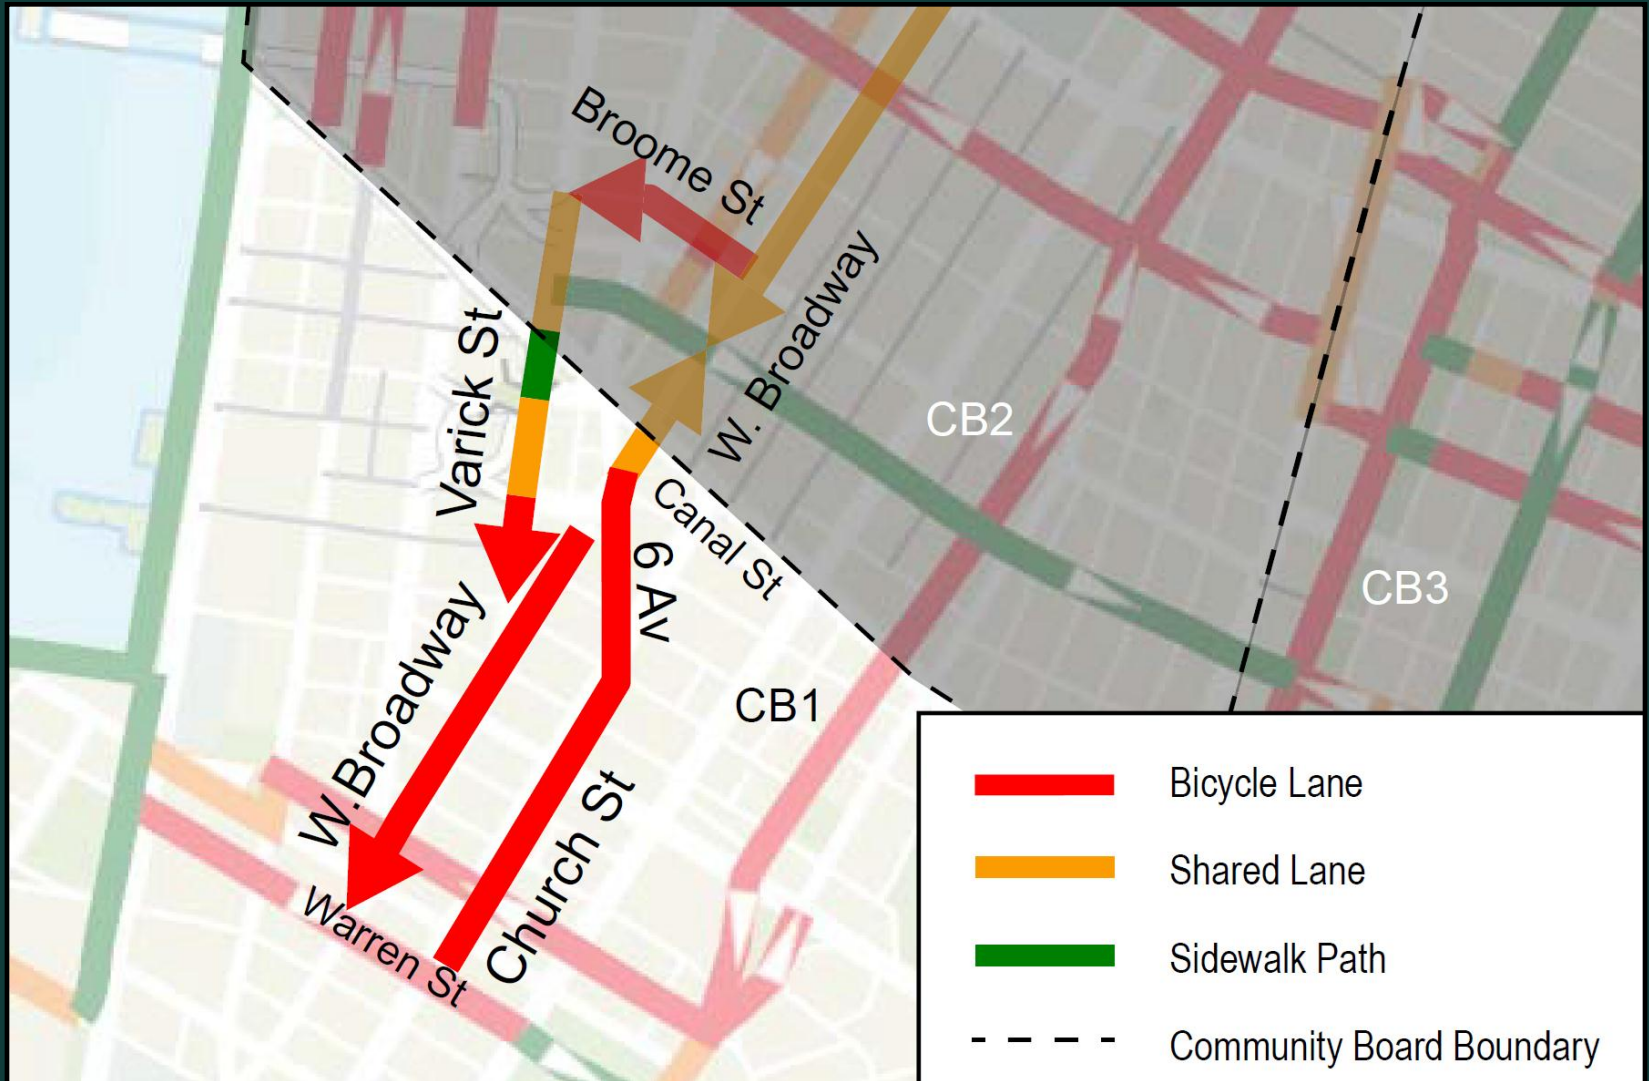 Broome St
W. Broadway
Varick St
CB2
Canal St
6 Av
CB3
W.Broadway
CB1
Church St
Warren St
Bicycle Lane
Shared Lane
Sidewalk Path
Community Board Boundary